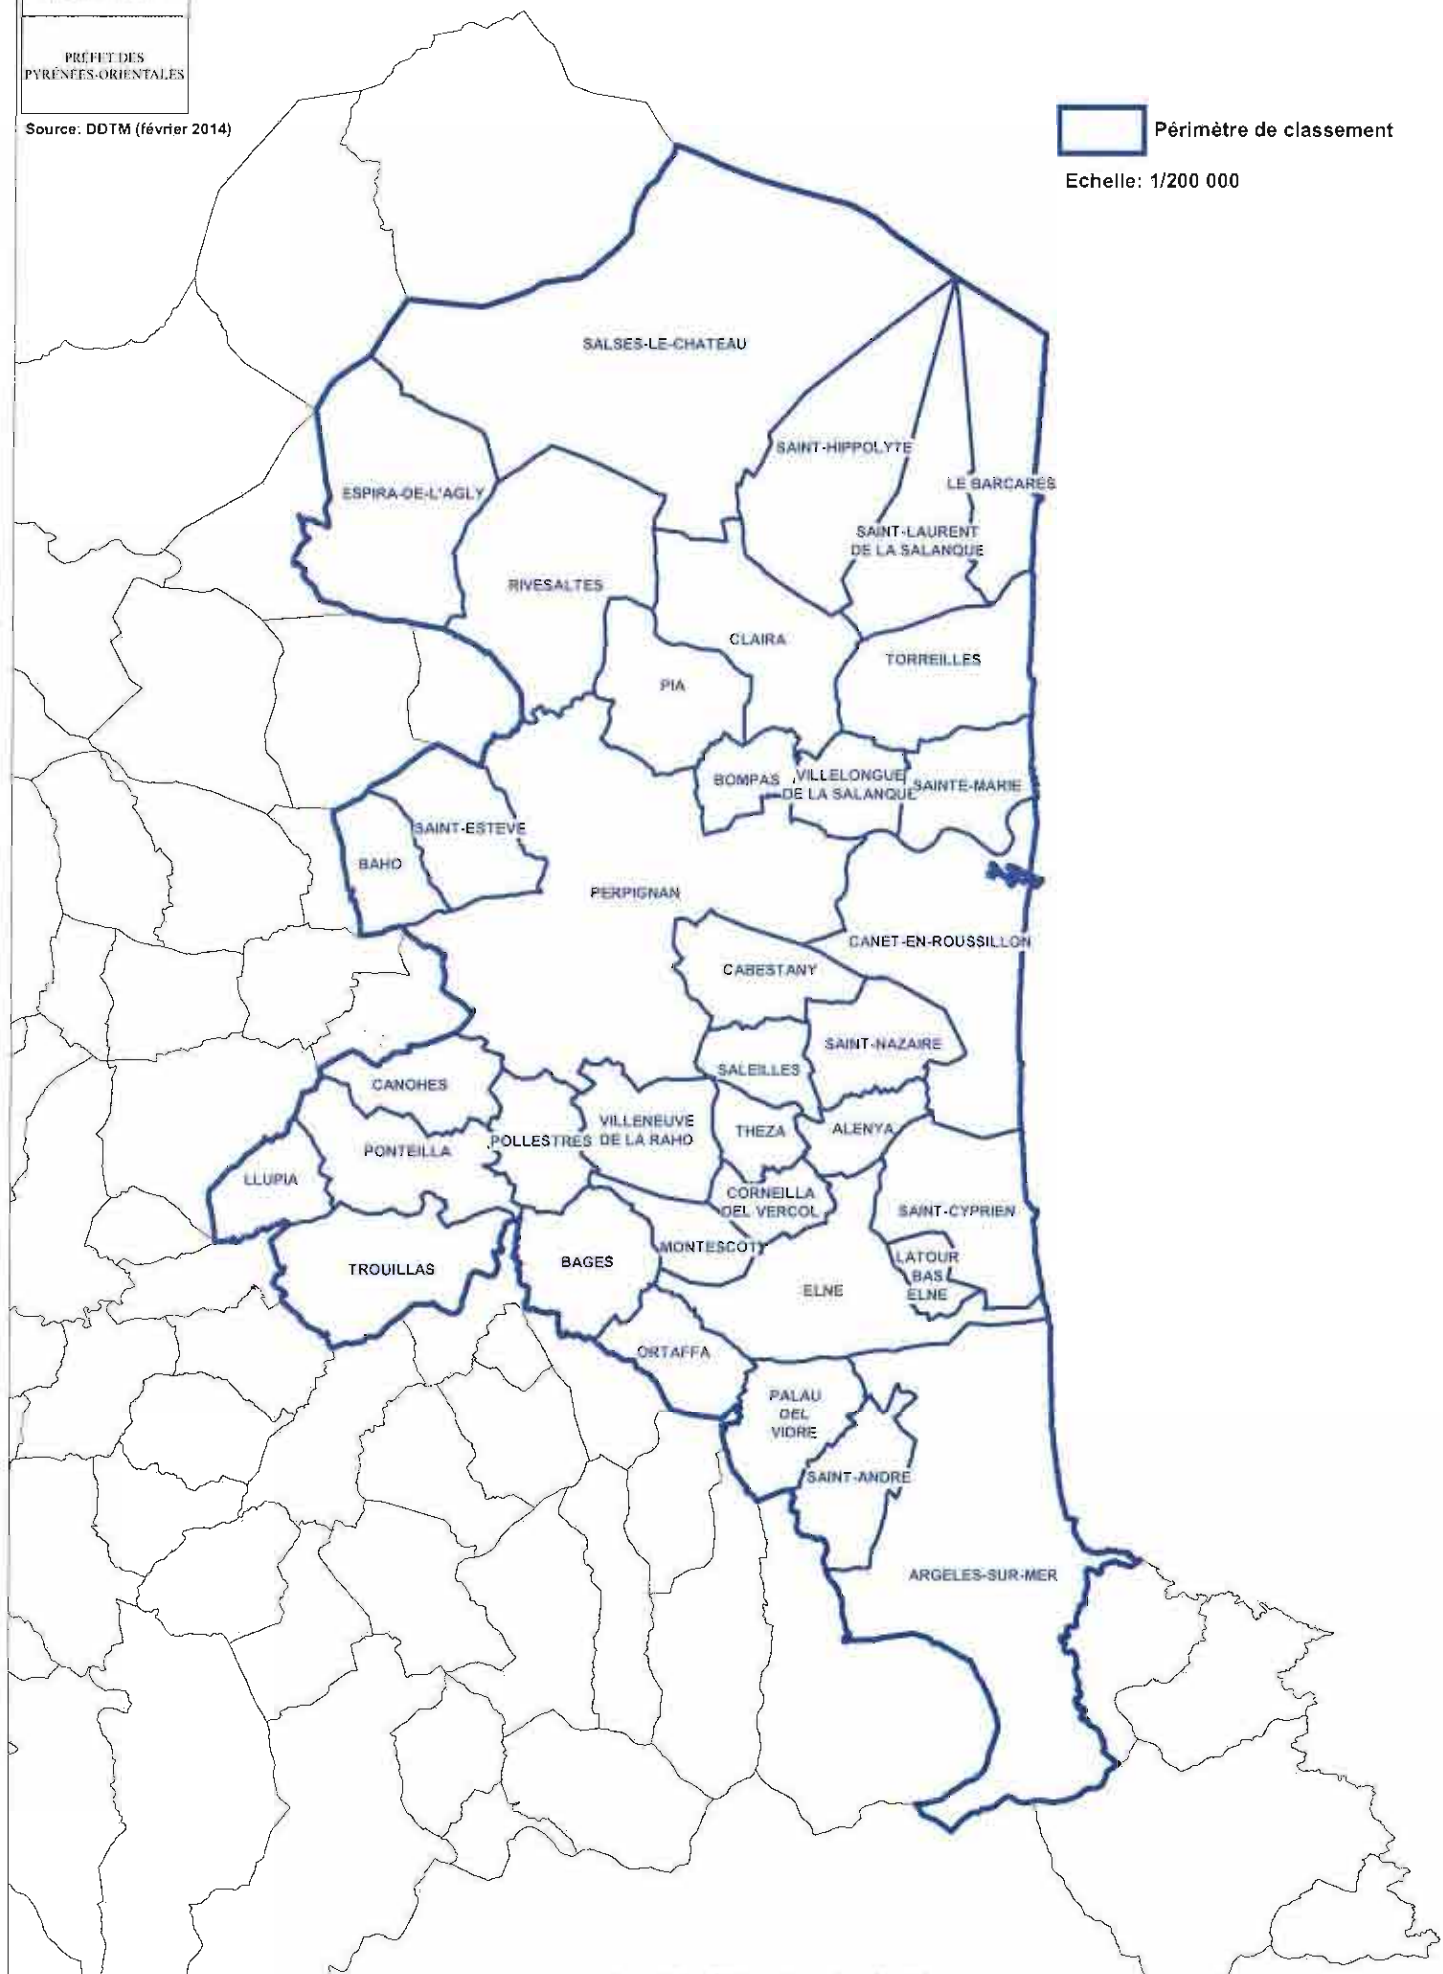 PRÉFET DES
PYRÉNÉES-ORIENTALES
Source: DDTM (février 2014)
Périmètre de classement
Echelle: 1/200 000
SALSES-LE-CHATEAU
SAINT-HIPPOLYTE
LE BARCARES
ESPIRA-DE-L'AGLY
SAINT-LAURENT
DE LA SALANQUE
RIVESALTES
CLAIRA
TORREILLES
PIA
BOMPAS
VILLELONGUE
DE LA SALANQUE
SAINTE-MARIE
SAINT-ESTEVE
BAHO
PERPIGNAN
CANET-EN-ROUSSILLON
CABESTANY
SAINT-NAZAIRE
SALEILLES
CANOHES
VILLENEUVE
DE LA RAHO
THEZA
ALENYA
POLLESTRES
PONTEILLA
LLUPIA
CORNEILLA
DEL VERCOL
SAINT-CYPRIEN
MONTESCOT
LATOUR
BAS
ELNE
BAGES
TROUILLAS
ELNE
ORTAFFA
PALAU
DEL
VIDRE
SAINT-ANDRE
ARGELES-SUR-MER